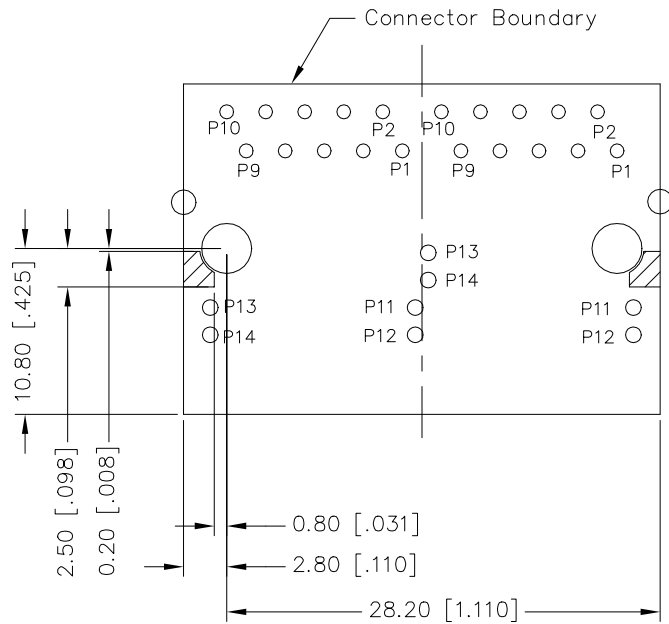 Connector Boundary
P10 P2 P10 P2
P9 P1 P9 P1
P13
P14
P13 P11 P11
P14 P12 P12
10.80 [.425]
2.50 [.098]
0.20 [.008]
0.80 [.031]
2.80 [.110]
28.20 [1.110]